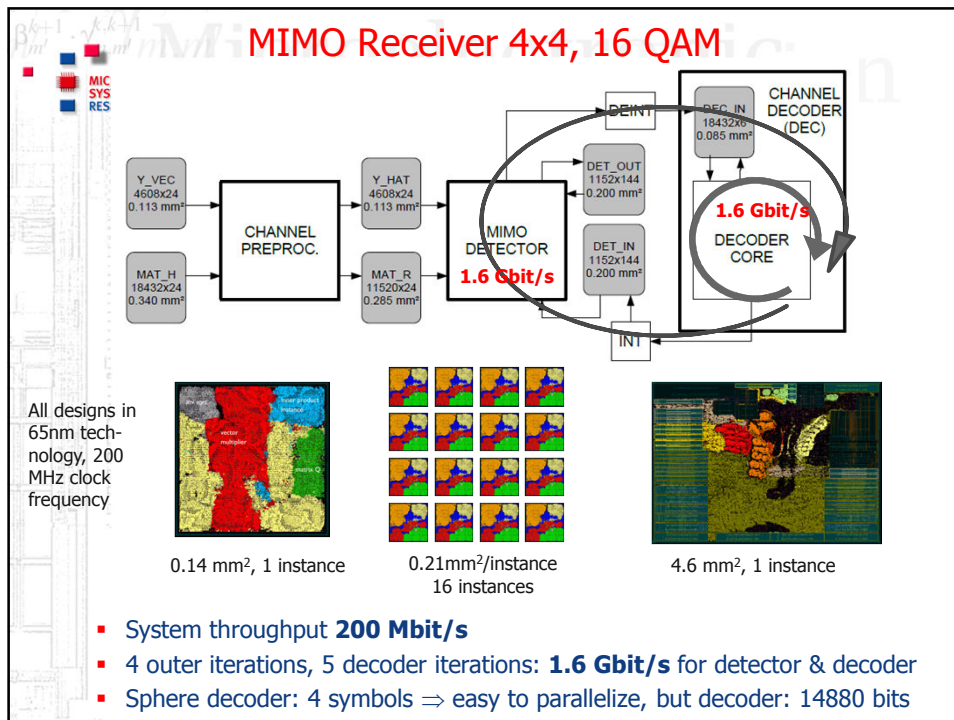 MIMO Receiver 4x4, 16 QAM
MIC
SYS
RES
CHANNEL
DECODER
(DEC)
DEINT
DEC_IN
18432x6
0.085 mm²
Y_VEC
4608x24
0.113 mm²
Y_HAT
4608x24
0.113 mm²
DET_OUT
1152x144
0.200 mm²
CHANNEL
PREPROC.
MIMO
DETECTOR
1.6 Gbit/s
1.6 Gbit/s
DECODER
CORE
DET_IN
1152x144
0.200 mm²
MAT_H
18432x24
0.340 mm²
MAT_R
11520x24
0.285 mm²
INT
All designs in
65nm tech-
nology, 200
MHz clock
frequency
inner product
instance
vector
multiplier
matrix Q
0.14 mm², 1 instance
0.21mm²/instance
16 instances
4.6 mm², 1 instance
▪ System throughput 200 Mbit/s
▪ 4 outer iterations, 5 decoder iterations: 1.6 Gbit/s for detector & decoder
▪ Sphere decoder: 4 symbols ⇒ easy to parallelize, but decoder: 14880 bits